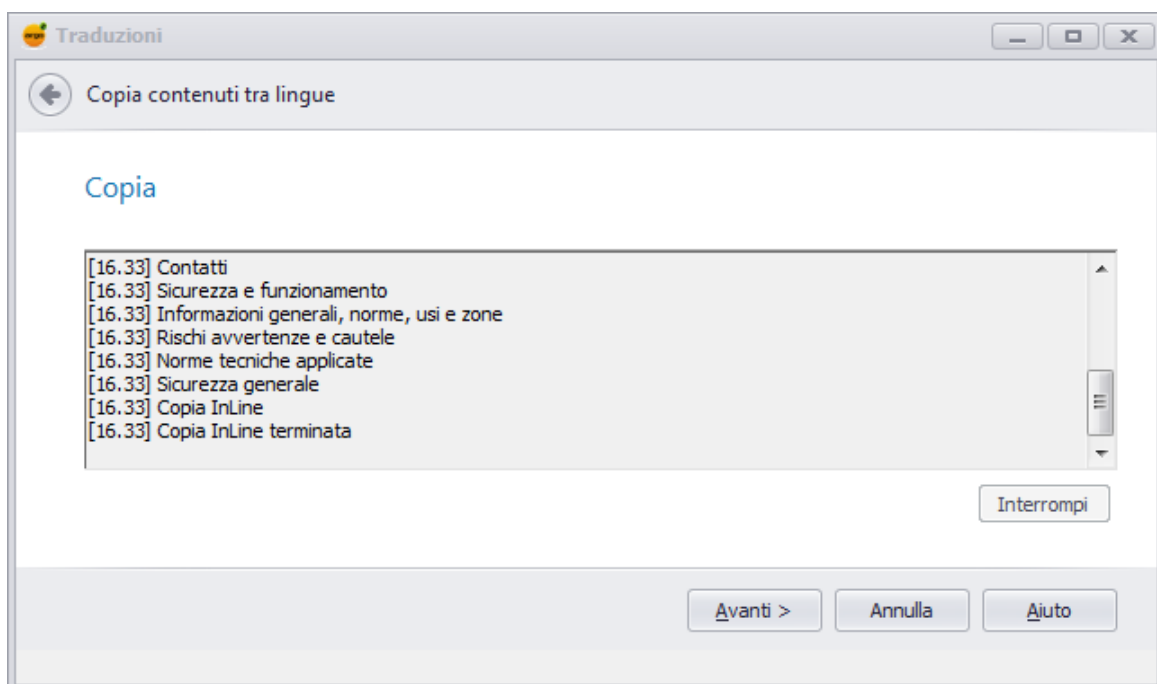 Traduzioni
Copia contenuti tra lingue
Copia
[16.33] Contatti
[16.33] Sicurezza e funzionamento
[16.33] Informazioni generali, norme, usi e zone
[16.33] Rischi avvertenze e cautele
[16.33] Norme tecniche applicate
[16.33] Sicurezza generale
[16.33] Copia InLine
[16.33] Copia InLine terminata
Interrompi
Avanti >
Annulla
Aiuto